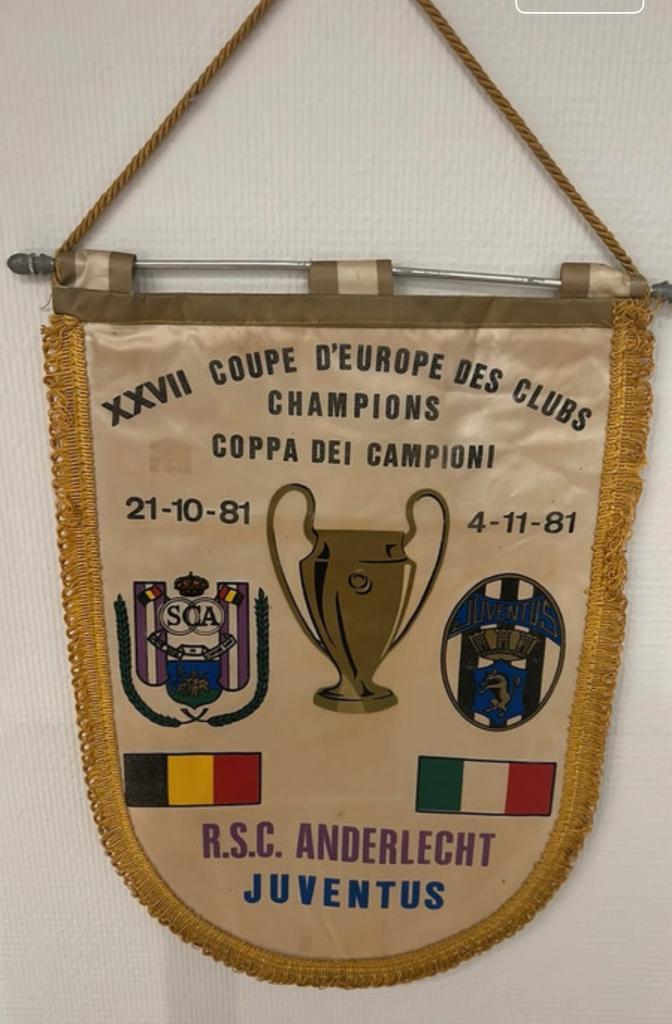 XXVII COUPE D'EUROPE DES CLUBS
CHAMPIONS
COPPA DEI CAMPIONI
21-10-81
4-11-81
SCA
JUVENTUS
R.S.C. ANDERLECHT
JUVENTUS